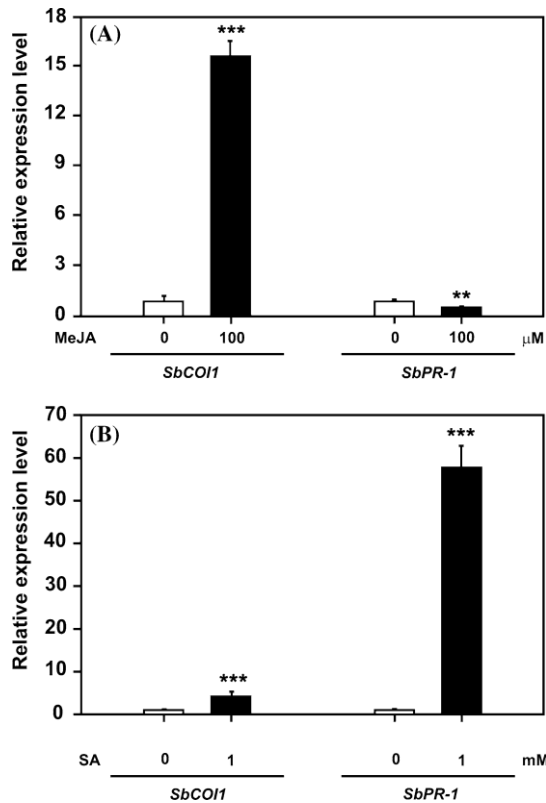 (A)
Relative expression level
18
15
12
9
6
3
0
***
**
MeJA 0 100 0 100 μM
SbCOI1 SbPR-1
(B)
Relative expression level
70
60
50
40
30
20
10
0
***
***
SA 0 1 0 1 mM
SbCOI1 SbPR-1